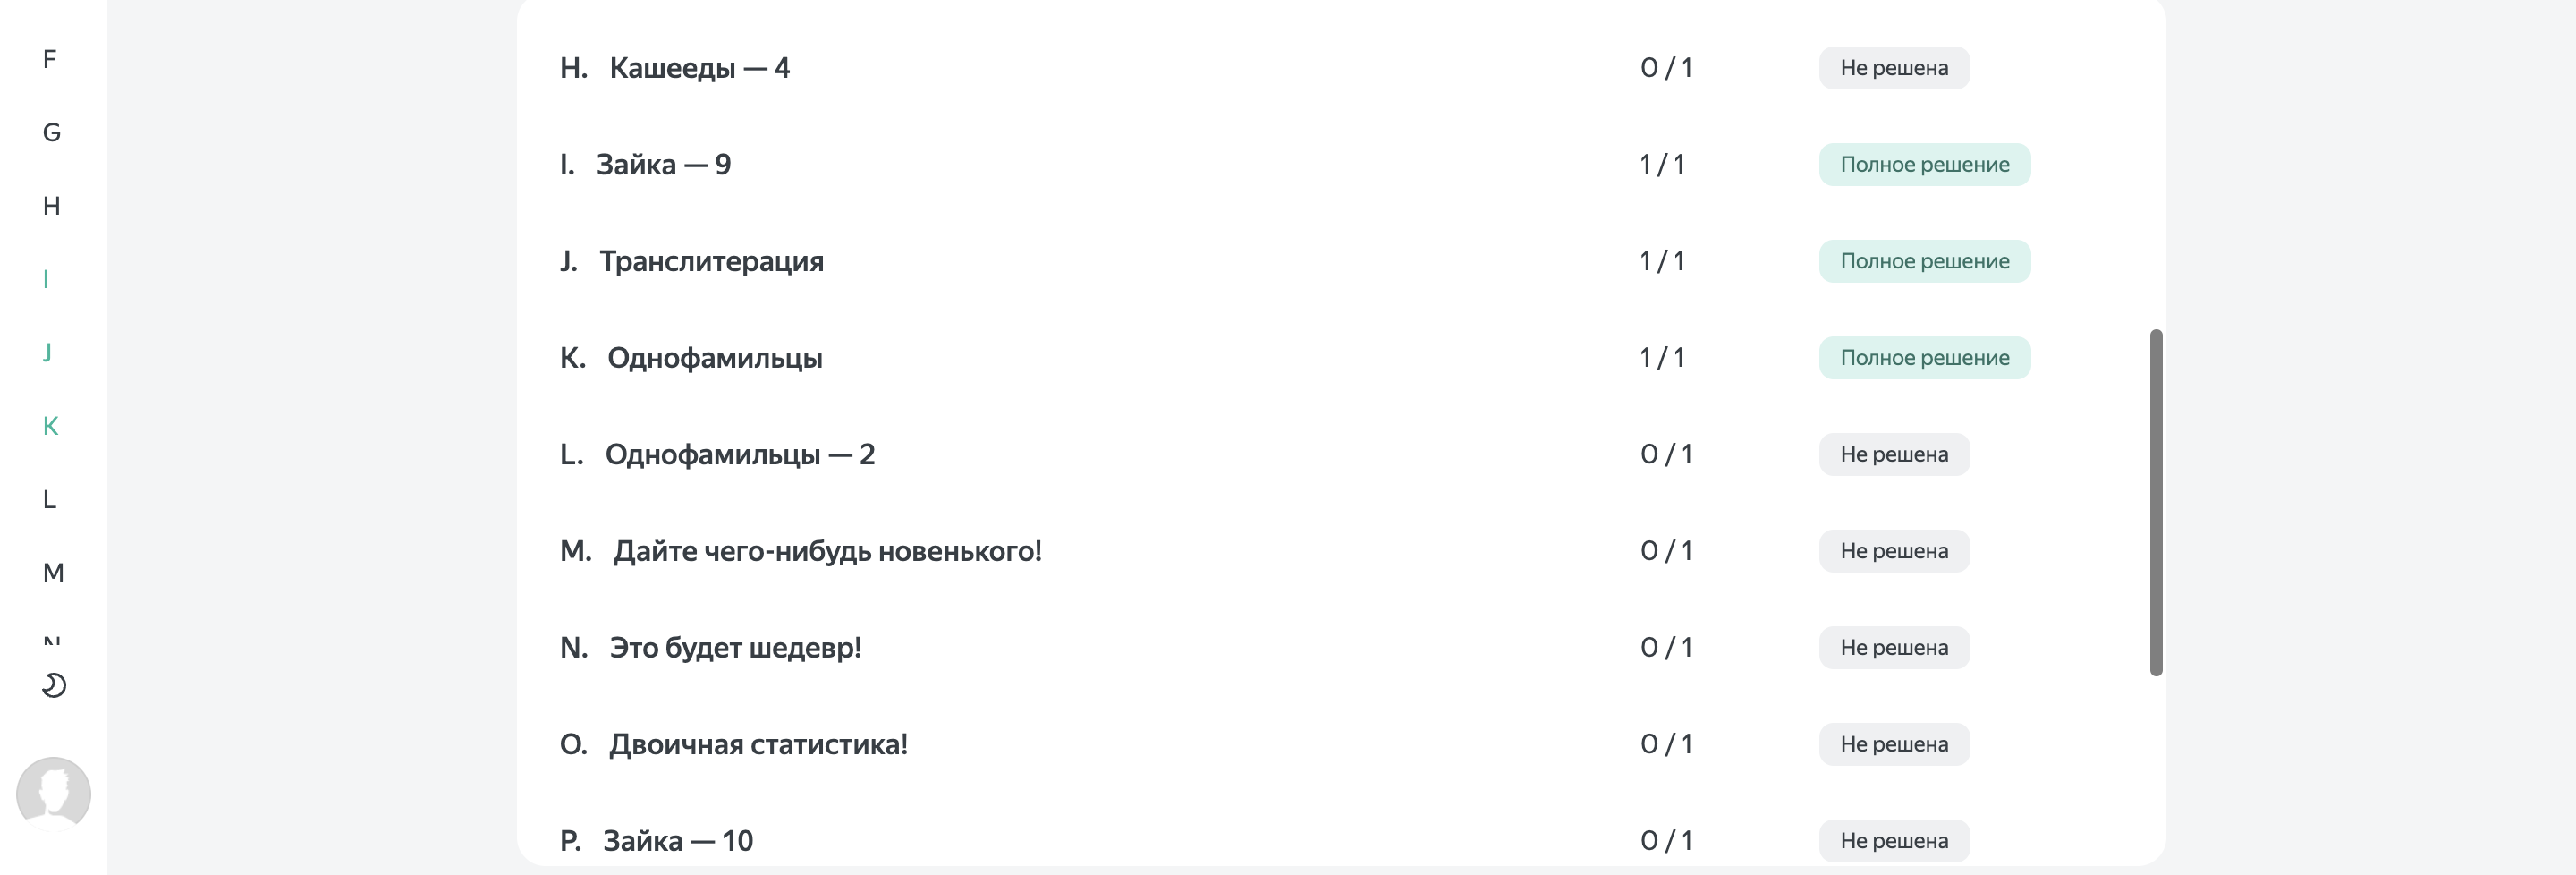 F
G
H
I
J
K
L
M
N
H. Кашееды — 4 0 / 1 Не решена
I. Зайка — 9 1 / 1 Полное решение
J. Транслитерация 1 / 1 Полное решение
K. Однофамильцы 1 / 1 Полное решение
L. Однофамильцы — 2 0 / 1 Не решена
M. Дайте чего-нибудь новенького! 0 / 1 Не решена
N. Это будет шедевр! 0 / 1 Не решена
O. Двоичная статистика! 0 / 1 Не решена
P. Зайка — 10 0 / 1 Не решена